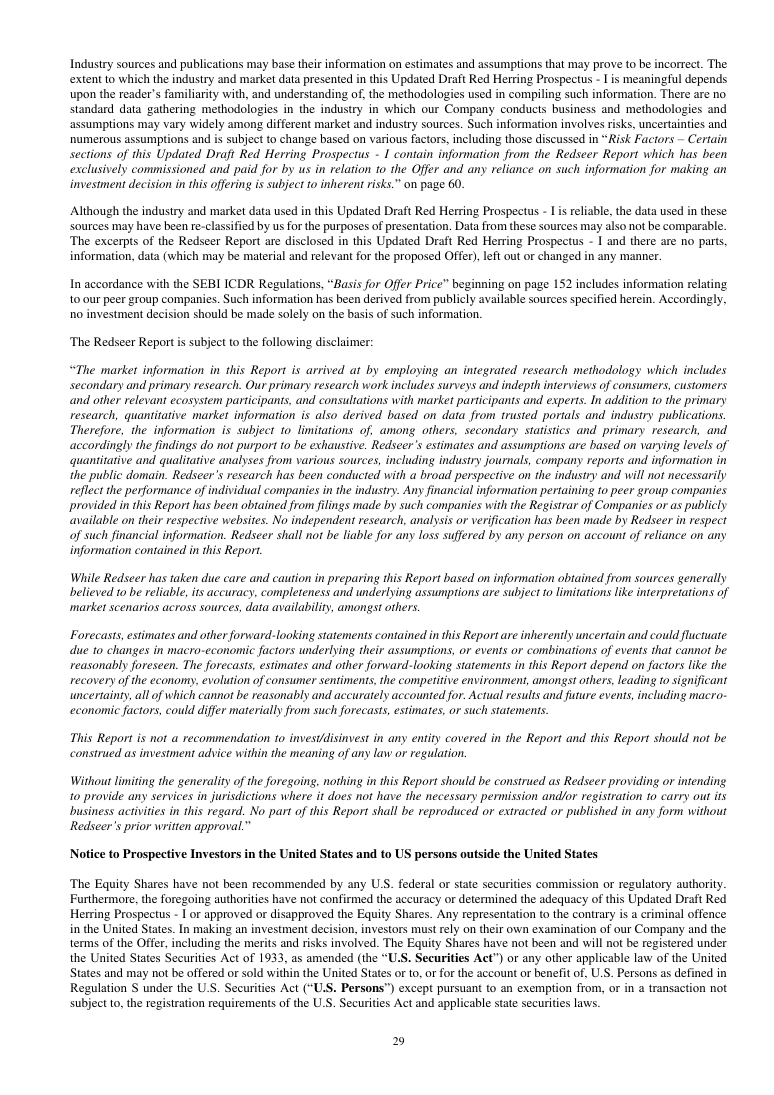 Industry sources and publications may base their information on estimates and assumptions that may prove to be incorrect. The
extent to which the industry and market data presented in this Updated Draft Red Herring Prospectus - I is meaningful depends
upon the reader’s familiarity with, and understanding of, the methodologies used in compiling such information. There are no
standard data gathering methodologies in the industry in which our Company conducts business and methodologies and
assumptions may vary widely among different market and industry sources. Such information involves risks, uncertainties and
numerous assumptions and is subject to change based on various factors, including those discussed in “Risk Factors – Certain
sections of this Updated Draft Red Herring Prospectus - I contain information from the Redseer Report which has been
exclusively commissioned and paid for by us in relation to the Offer and any reliance on such information for making an
investment decision in this offering is subject to inherent risks.” on page 60.
Although the industry and market data used in this Updated Draft Red Herring Prospectus - I is reliable, the data used in these
sources may have been re-classified by us for the purposes of presentation. Data from these sources may also not be comparable.
The excerpts of the Redseer Report are disclosed in this Updated Draft Red Herring Prospectus - I and there are no parts,
information, data (which may be material and relevant for the proposed Offer), left out or changed in any manner.
In accordance with the SEBI ICDR Regulations, “Basis for Offer Price” beginning on page 152 includes information relating
to our peer group companies. Such information has been derived from publicly available sources specified herein. Accordingly,
no investment decision should be made solely on the basis of such information.
The Redseer Report is subject to the following disclaimer:
“The market information in this Report is arrived at by employing an integrated research methodology which includes
secondary and primary research. Our primary research work includes surveys and indepth interviews of consumers, customers
and other relevant ecosystem participants, and consultations with market participants and experts. In addition to the primary
research, quantitative market information is also derived based on data from trusted portals and industry publications.
Therefore, the information is subject to limitations of, among others, secondary statistics and primary research, and
accordingly the findings do not purport to be exhaustive. Redseer’s estimates and assumptions are based on varying levels of
quantitative and qualitative analyses from various sources, including industry journals, company reports and information in
the public domain. Redseer’s research has been conducted with a broad perspective on the industry and will not necessarily
reflect the performance of individual companies in the industry. Any financial information pertaining to peer group companies
provided in this Report has been obtained from filings made by such companies with the Registrar of Companies or as publicly
available on their respective websites. No independent research, analysis or verification has been made by Redseer in respect
of such financial information. Redseer shall not be liable for any loss suffered by any person on account of reliance on any
information contained in this Report.
While Redseer has taken due care and caution in preparing this Report based on information obtained from sources generally
believed to be reliable, its accuracy, completeness and underlying assumptions are subject to limitations like interpretations of
market scenarios across sources, data availability, amongst others.
Forecasts, estimates and other forward-looking statements contained in this Report are inherently uncertain and could fluctuate
due to changes in macro-economic factors underlying their assumptions, or events or combinations of events that cannot be
reasonably foreseen. The forecasts, estimates and other forward-looking statements in this Report depend on factors like the
recovery of the economy, evolution of consumer sentiments, the competitive environment, amongst others, leading to significant
uncertainty, all of which cannot be reasonably and accurately accounted for. Actual results and future events, including macro-
economic factors, could differ materially from such forecasts, estimates, or such statements.
This Report is not a recommendation to invest/disinvest in any entity covered in the Report and this Report should not be
construed as investment advice within the meaning of any law or regulation.
Without limiting the generality of the foregoing, nothing in this Report should be construed as Redseer providing or intending
to provide any services in jurisdictions where it does not have the necessary permission and/or registration to carry out its
business activities in this regard. No part of this Report shall be reproduced or extracted or published in any form without
Redseer’s prior written approval.”
Notice to Prospective Investors in the United States and to US persons outside the United States
The Equity Shares have not been recommended by any U.S. federal or state securities commission or regulatory authority.
Furthermore, the foregoing authorities have not confirmed the accuracy or determined the adequacy of this Updated Draft Red
Herring Prospectus - I or approved or disapproved the Equity Shares. Any representation to the contrary is a criminal offence
in the United States. In making an investment decision, investors must rely on their own examination of our Company and the
terms of the Offer, including the merits and risks involved. The Equity Shares have not been and will not be registered under
the United States Securities Act of 1933, as amended (the “U.S. Securities Act”) or any other applicable law of the United
States and may not be offered or sold within the United States or to, or for the account or benefit of, U.S. Persons as defined in
Regulation S under the U.S. Securities Act (“U.S. Persons”) except pursuant to an exemption from, or in a transaction not
subject to, the registration requirements of the U.S. Securities Act and applicable state securities laws.
29